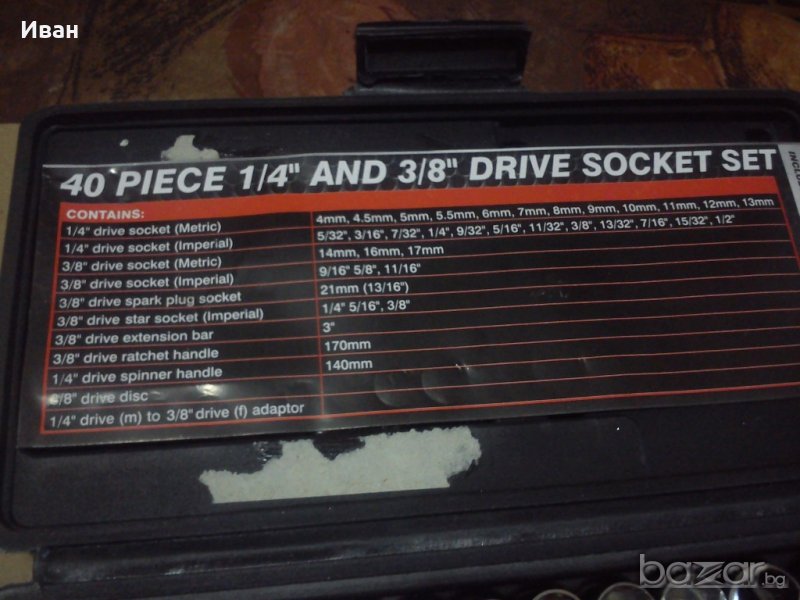 Иван
40 PIECE 1/4" AND 3/8" DRIVE SOCKET SET
CONTAINS:
1/4" drive socket (Metric) 4mm, 4.5mm, 5mm, 5.5mm, 6mm, 7mm, 8mm, 9mm, 10mm, 11mm, 12mm, 13mm
1/4" drive socket (Imperial) 5/32", 3/16", 7/32", 1/4", 9/32", 5/16", 11/32", 3/8", 13/32", 7/16", 15/32", 1/2"
3/8" drive socket (Metric) 14mm, 16mm, 17mm
3/8" drive socket (Imperial) 9/16" 5/8", 11/16"
3/8" drive spark plug socket 21mm (13/16")
3/8" drive star socket (Imperial) 1/4" 5/16", 3/8"
3/8" drive extension bar 3"
3/8" drive ratchet handle 170mm
1/4" drive spinner handle 140mm
3/8" drive disc
1/4" drive (m) to 3/8" drive (f) adaptor
bazar.bg